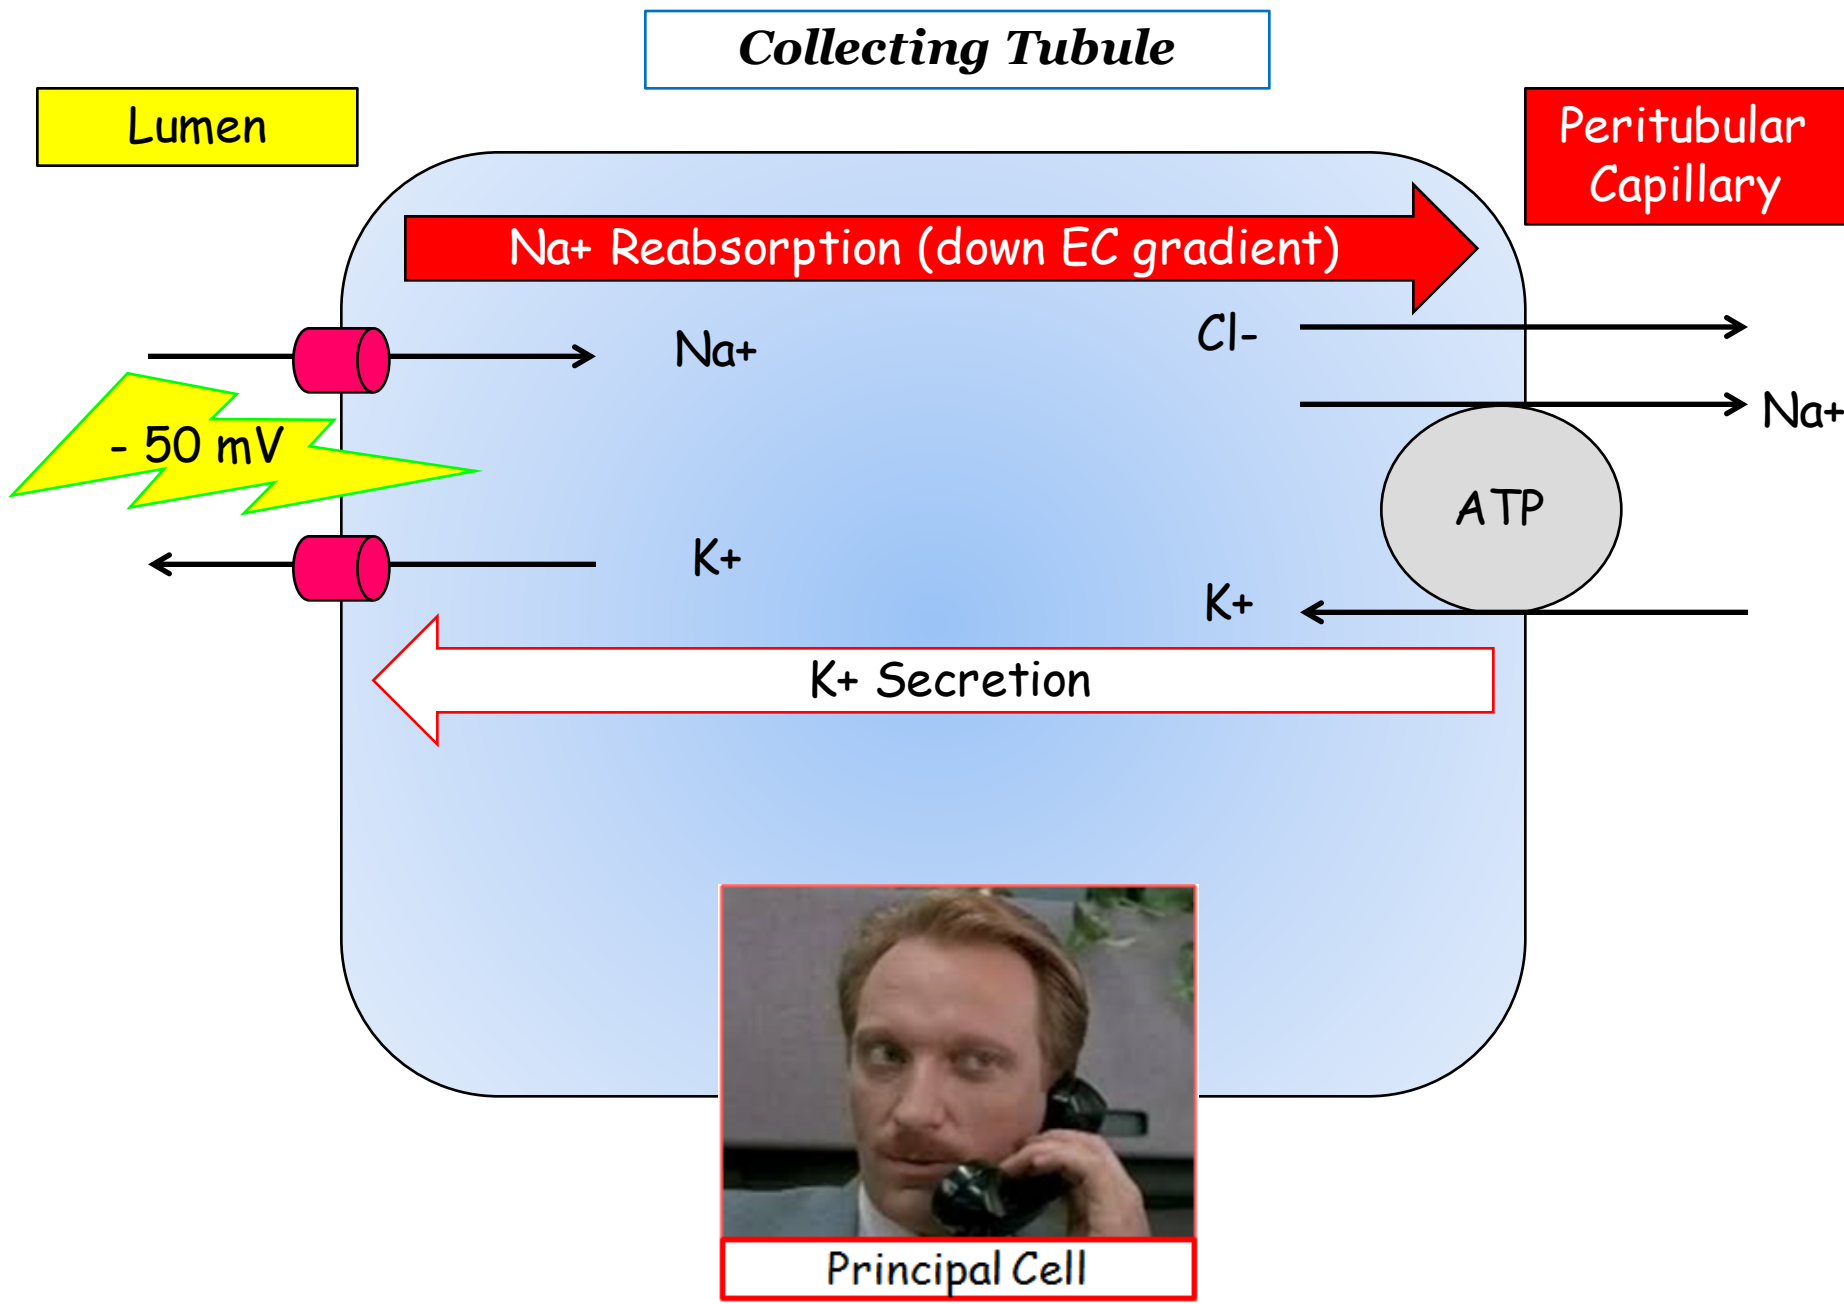 Collecting Tubule
Lumen
Peritubular
Capillary
Na+ Reabsorption (down EC gradient)
Na+
Cl-
Na+
- 50 mV
ATP
K+
K+
K+ Secretion
Principal Cell